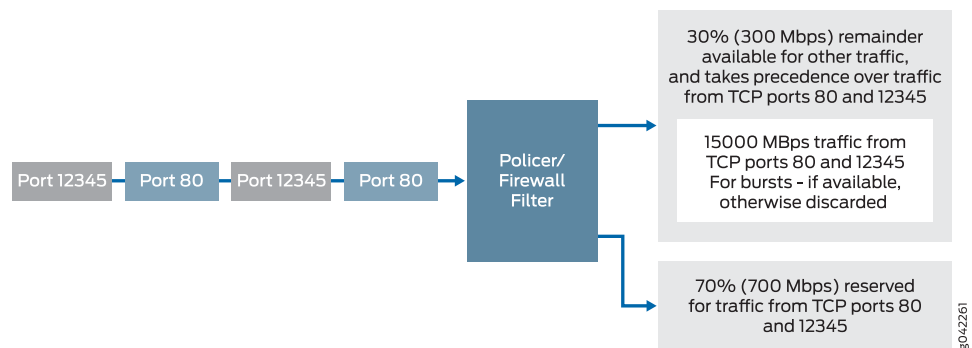 30% (300 Mbps) remainder
available for other traffic,
and takes precedence over traffic
from TCP ports 80 and 12345
15000 MBps traffic from
TCP ports 80 and 12345
For bursts - if available,
otherwise discarded
Port 12345
Port 80
Port 12345
Port 80
Policer/
Firewall
Filter
70% (700 Mbps) reserved
for traffic from TCP ports 80
and 12345
g042261